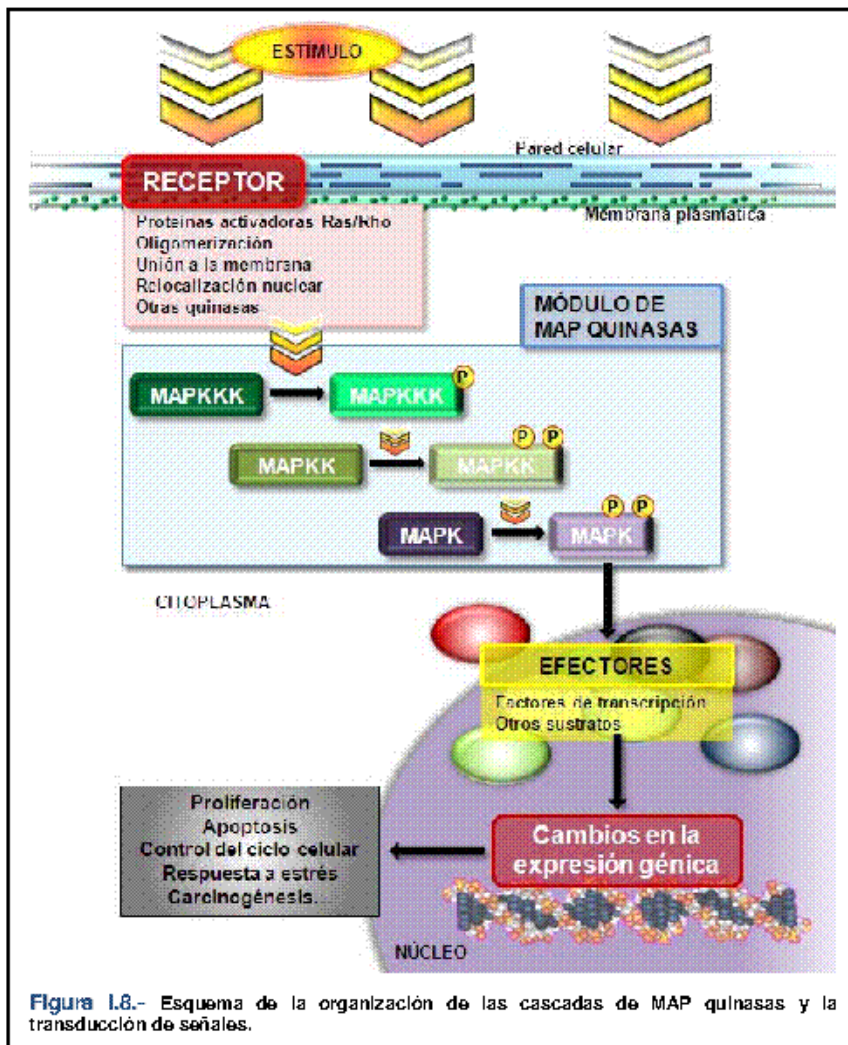 ESTÍMULO
Pared celular
RECEPTOR
Membrana plasmática
Proteínas activadoras Ras/Rho
Oligomerización
Unión a la membrana
Relocalización nuclear
Otras quinasas
MÓDULO DE
MAP QUINASAS
MAPKKK
MAPKKK
P
MAPKK
MAPKK
P P
MAPK
MAPK
P P
CITOPLASMA
EFECTORES
Factores de transcripción
Otros sustratos
Proliferación
Apoptosis
Control del ciclo celular
Respuesta a estrés
Carcinogénesis...
Cambios en la
expresión génica
NÚCLEO
Figura I.8.- Esquema de la organización de las cascadas de MAP quinasas y la
transducción de señales.